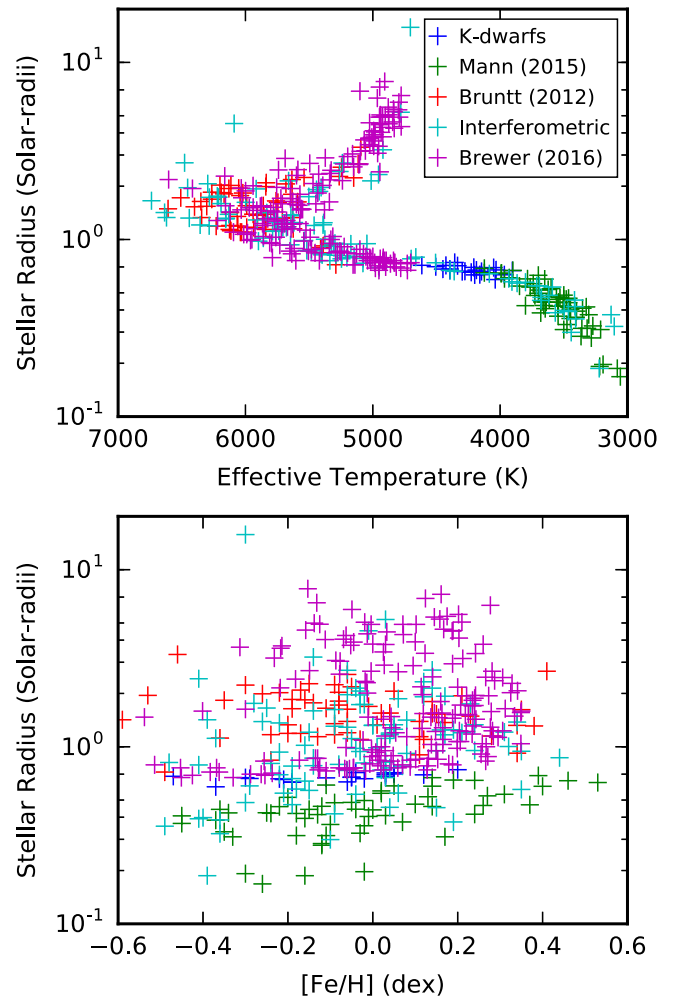 Stellar Radius (Solar-radii)
10¹
10⁰
10⁻¹
K-dwarfs
Mann (2015)
Bruntt (2012)
Interferometric
Brewer (2016)
7000 6000 5000 4000 3000
Effective Temperature (K)
Stellar Radius (Solar-radii)
10¹
10⁰
10⁻¹
−0.6 −0.4 −0.2 0.0 0.2 0.4 0.6
[Fe/H] (dex)